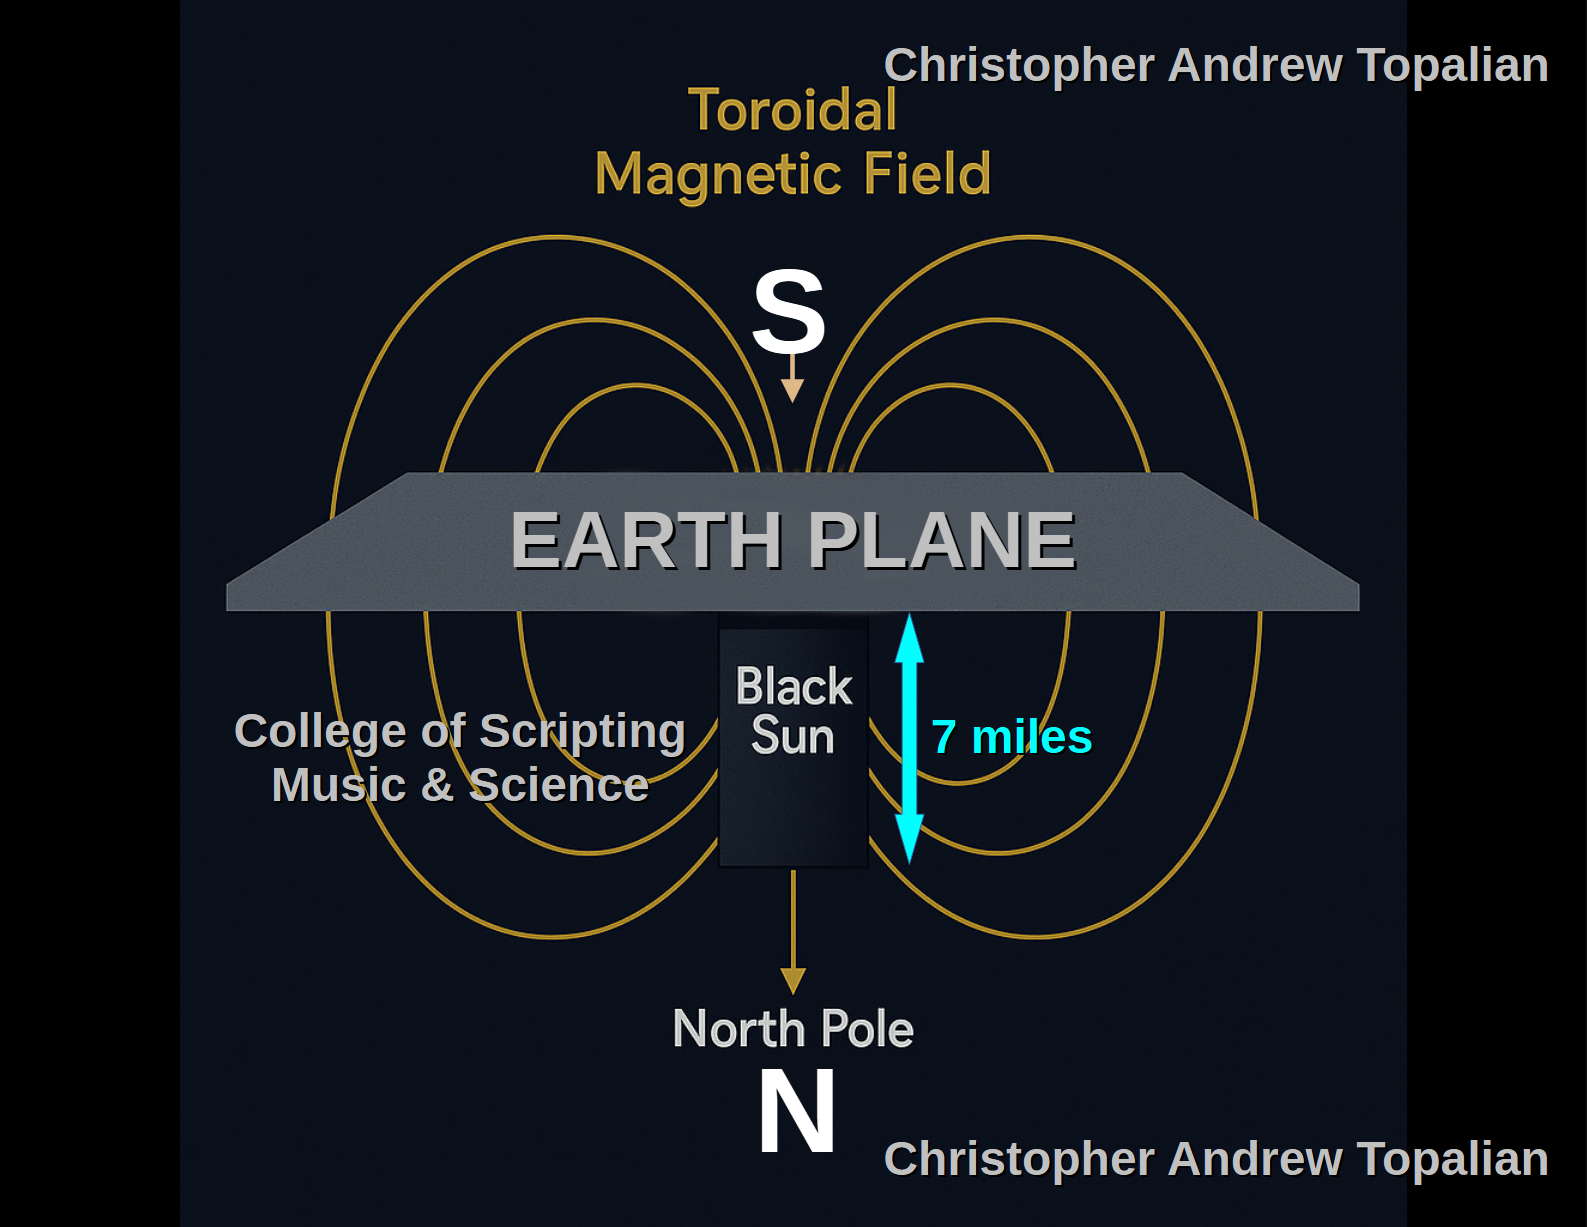 Christopher Andrew Topalian
Toroidal
Magnetic Field
S
EARTH PLANE
Black
Sun
7 miles
College of Scripting
Music & Science
North Pole
N
Christopher Andrew Topalian